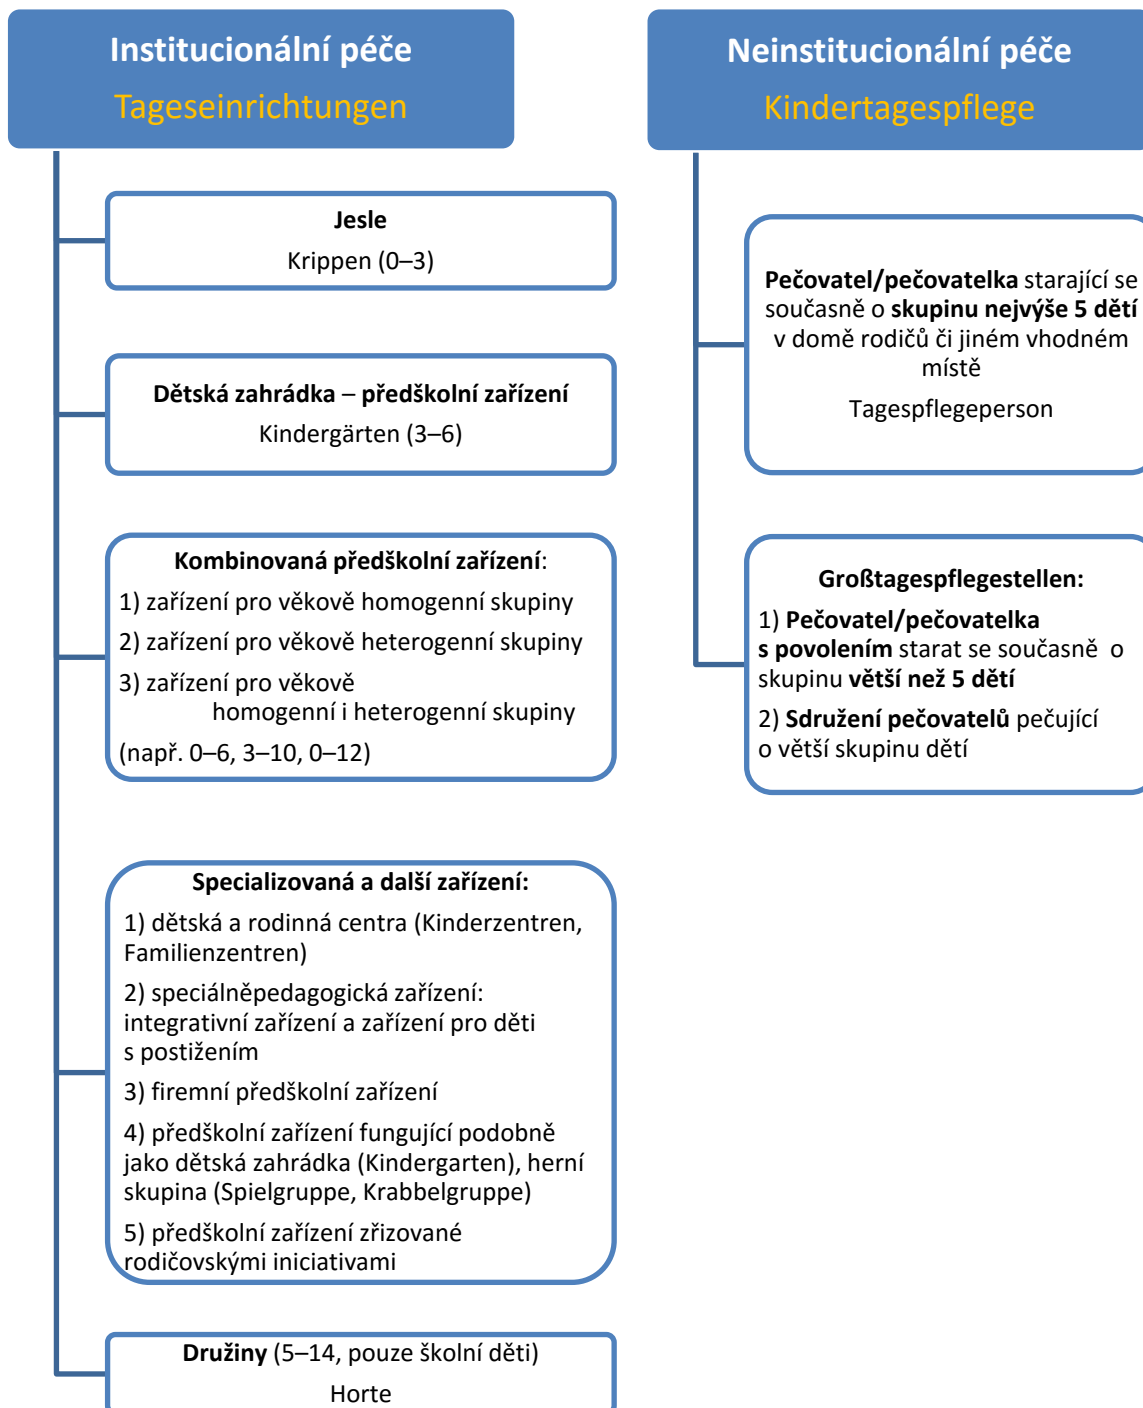 Institucionální péče
Tageseinrichtungen
Jesle
Krippen (0–3)
Dětská zahrádka – předškolní zařízení
Kindergärten (3–6)
Kombinovaná předškolní zařízení:
1) zařízení pro věkově homogenní skupiny
2) zařízení pro věkově heterogenní skupiny
3) zařízení pro věkově
homogenní i heterogenní skupiny
(např. 0–6, 3–10, 0–12)
Specializovaná a další zařízení:
1) dětská a rodinná centra (Kinderzentren,
Familienzentren)
2) speciálněpedagogická zařízení:
integrativní zařízení a zařízení pro děti
s postižením
3) firemní předškolní zařízení
4) předškolní zařízení fungující podobně
jako dětská zahrádka (Kindergarten), herní
skupina (Spielgruppe, Krabbelgruppe)
5) předškolní zařízení zřizované
rodičovskými iniciativami
Družiny (5–14, pouze školní děti)
Horte
Neinstitucionální péče
Kindertagespflege
Pečovatel/pečovatelka starající se
současně o skupinu nejvýše 5 dětí
v domě rodičů či jiném vhodném
místě
Tagespflegeperson
Großtagespflegestellen:
1) Pečovatel/pečovatelka
s povolením starat se současně o
skupinu větší než 5 dětí
2) Sdružení pečovatelů pečující
o větší skupinu dětí